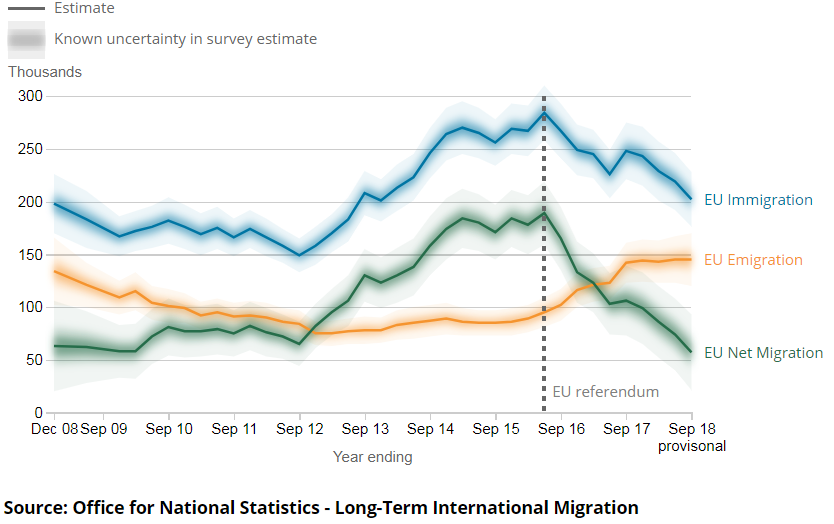 Estimate
Known uncertainty in survey estimate
Thousands
300
250
200
150
100
50
0
EU Immigration
EU Emigration
EU Net Migration
EU referendum
Dec 08 Sep 09 Sep 10 Sep 11 Sep 12 Sep 13 Sep 14 Sep 15 Sep 16 Sep 17 Sep 18
provisonal
Year ending
Source: Office for National Statistics - Long-Term International Migration